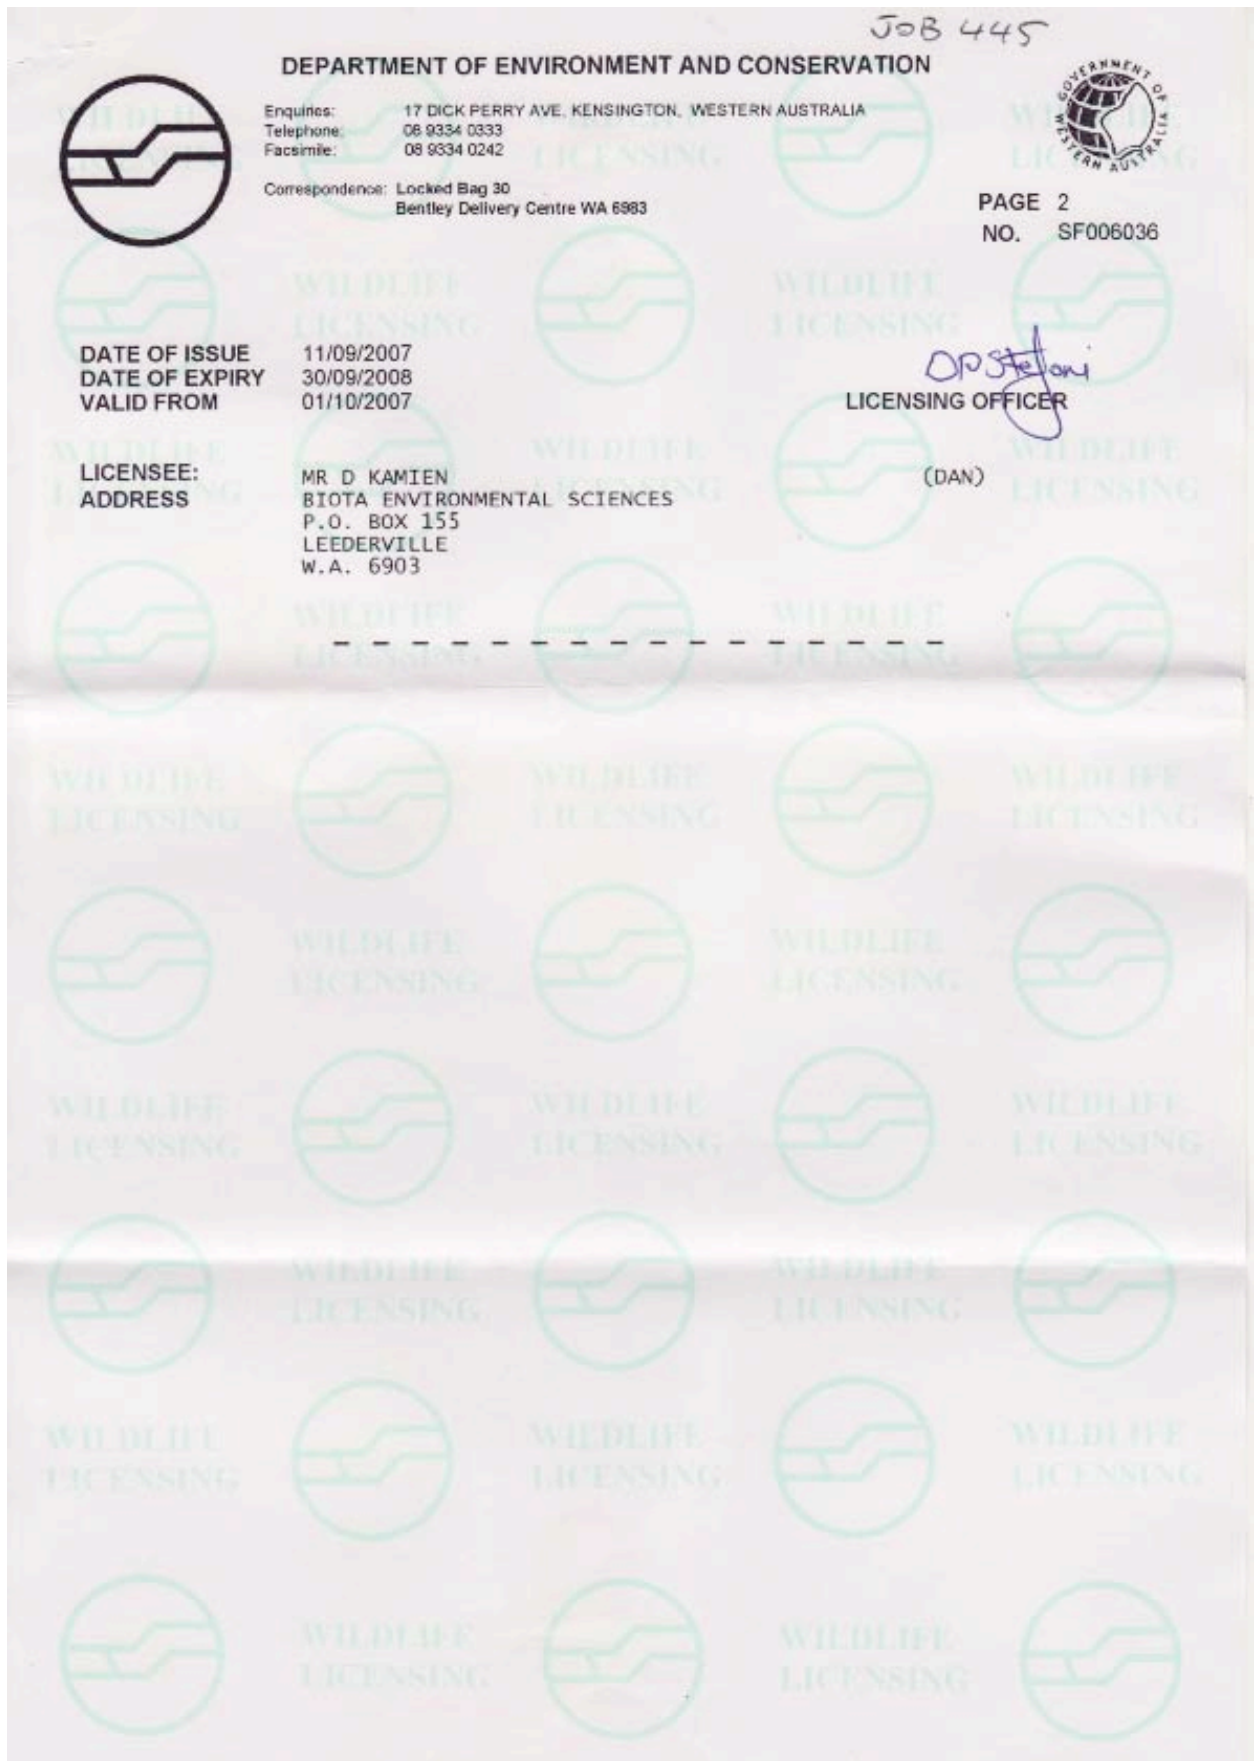 JOB 445
DEPARTMENT OF ENVIRONMENT AND CONSERVATION
Enquiries: 17 DICK PERRY AVE, KENSINGTON, WESTERN AUSTRALIA
Telephone: 08 9334 0333
Facsimile: 08 9334 0242
Correspondence: Locked Bag 30
Bentley Delivery Centre WA 6983
GOVERNMENT OF WESTERN AUSTRALIA
PAGE 2
NO. SF006036
DATE OF ISSUE 11/09/2007
DATE OF EXPIRY 30/09/2008
VALID FROM 01/10/2007
LICENSING OFFICER
LICENSEE: MR D KAMIEN (DAN)
ADDRESS BIOTA ENVIRONMENTAL SCIENCES
P.O. BOX 155
LEEDERVILLE
W.A. 6903
WILDLIFE LICENSING